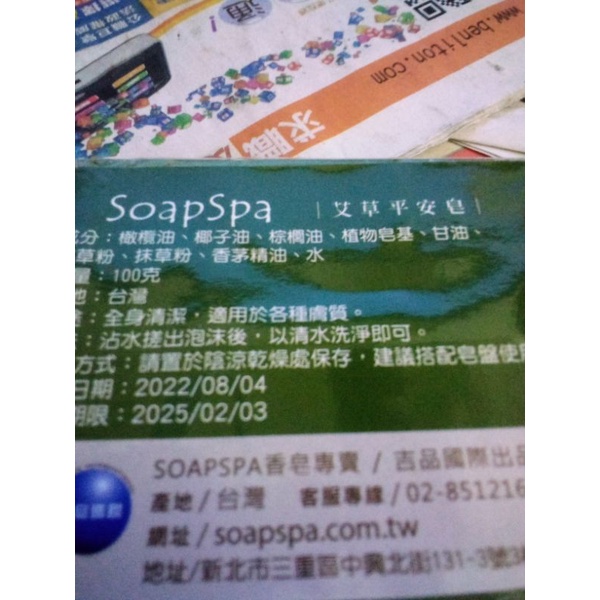 www.ben1iton.com
求職
SoapSpa |艾草平安皂|
分：橄欖油、椰子油、棕櫚油、植物皂基、甘油、
草粉、抹草粉、香茅精油、水
：100克
：台灣
：全身清潔，適用於各種膚質。
：沾水搓出泡沫後，以清水洗淨即可。
方式：請置於陰涼乾燥處保存，建議搭配皂盤使
日期：2022/08/04
期限：2025/02/03
SOAPSPA香皂專賣 / 吉品國際出品
產地/台灣 客服專線/02-851216
網址/soapspa.com.tw
地址/新北市三重區中興北街131-3號3